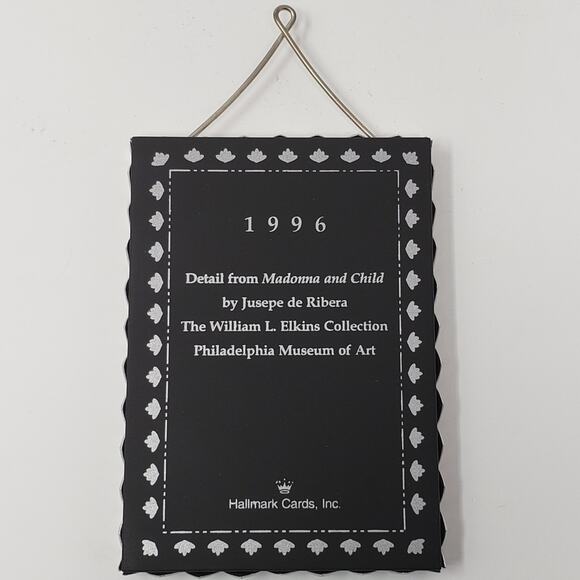 1996
Detail from Madonna and Child
by Jusepe de Ribera
The William L. Elkins Collection
Philadelphia Museum of Art
Hallmark Cards, Inc.